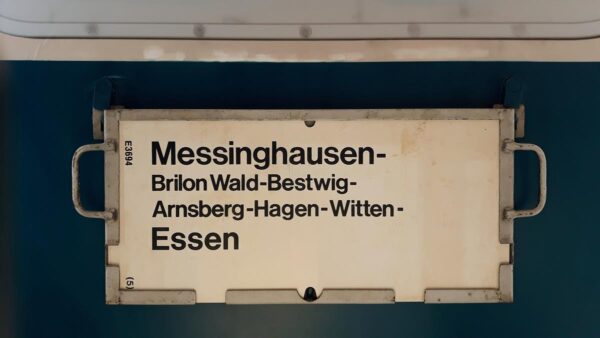 E3694
Messinghausen-
Brilon Wald-Bestwig-
Arnsberg-Hagen-Witten-
Essen
(5)